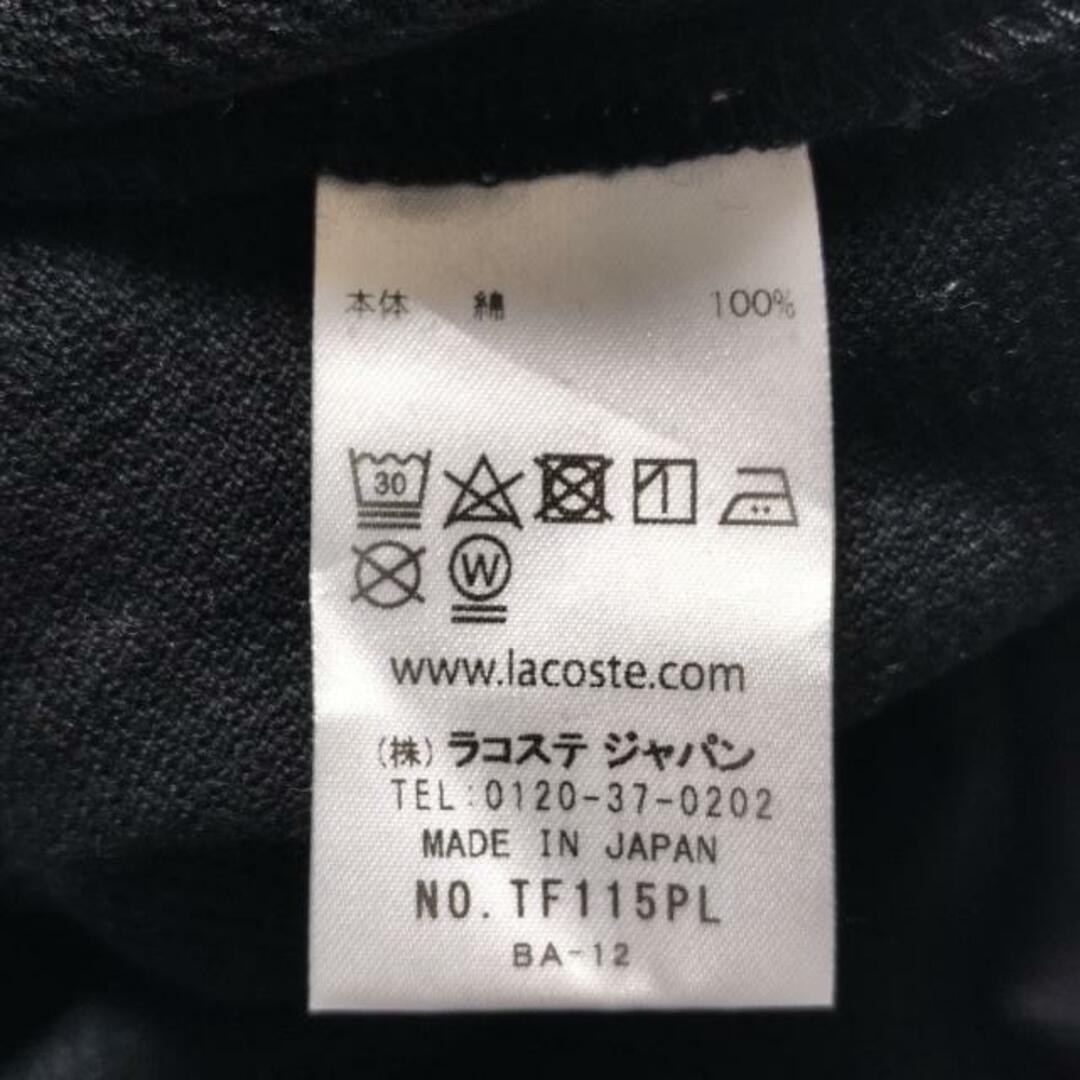 本体 綿 100%
30
W
www.lacoste.com
(株) ラコステ ジャパン
TEL:0120-37-0202
MADE IN JAPAN
NO. TF115PL
BA-12